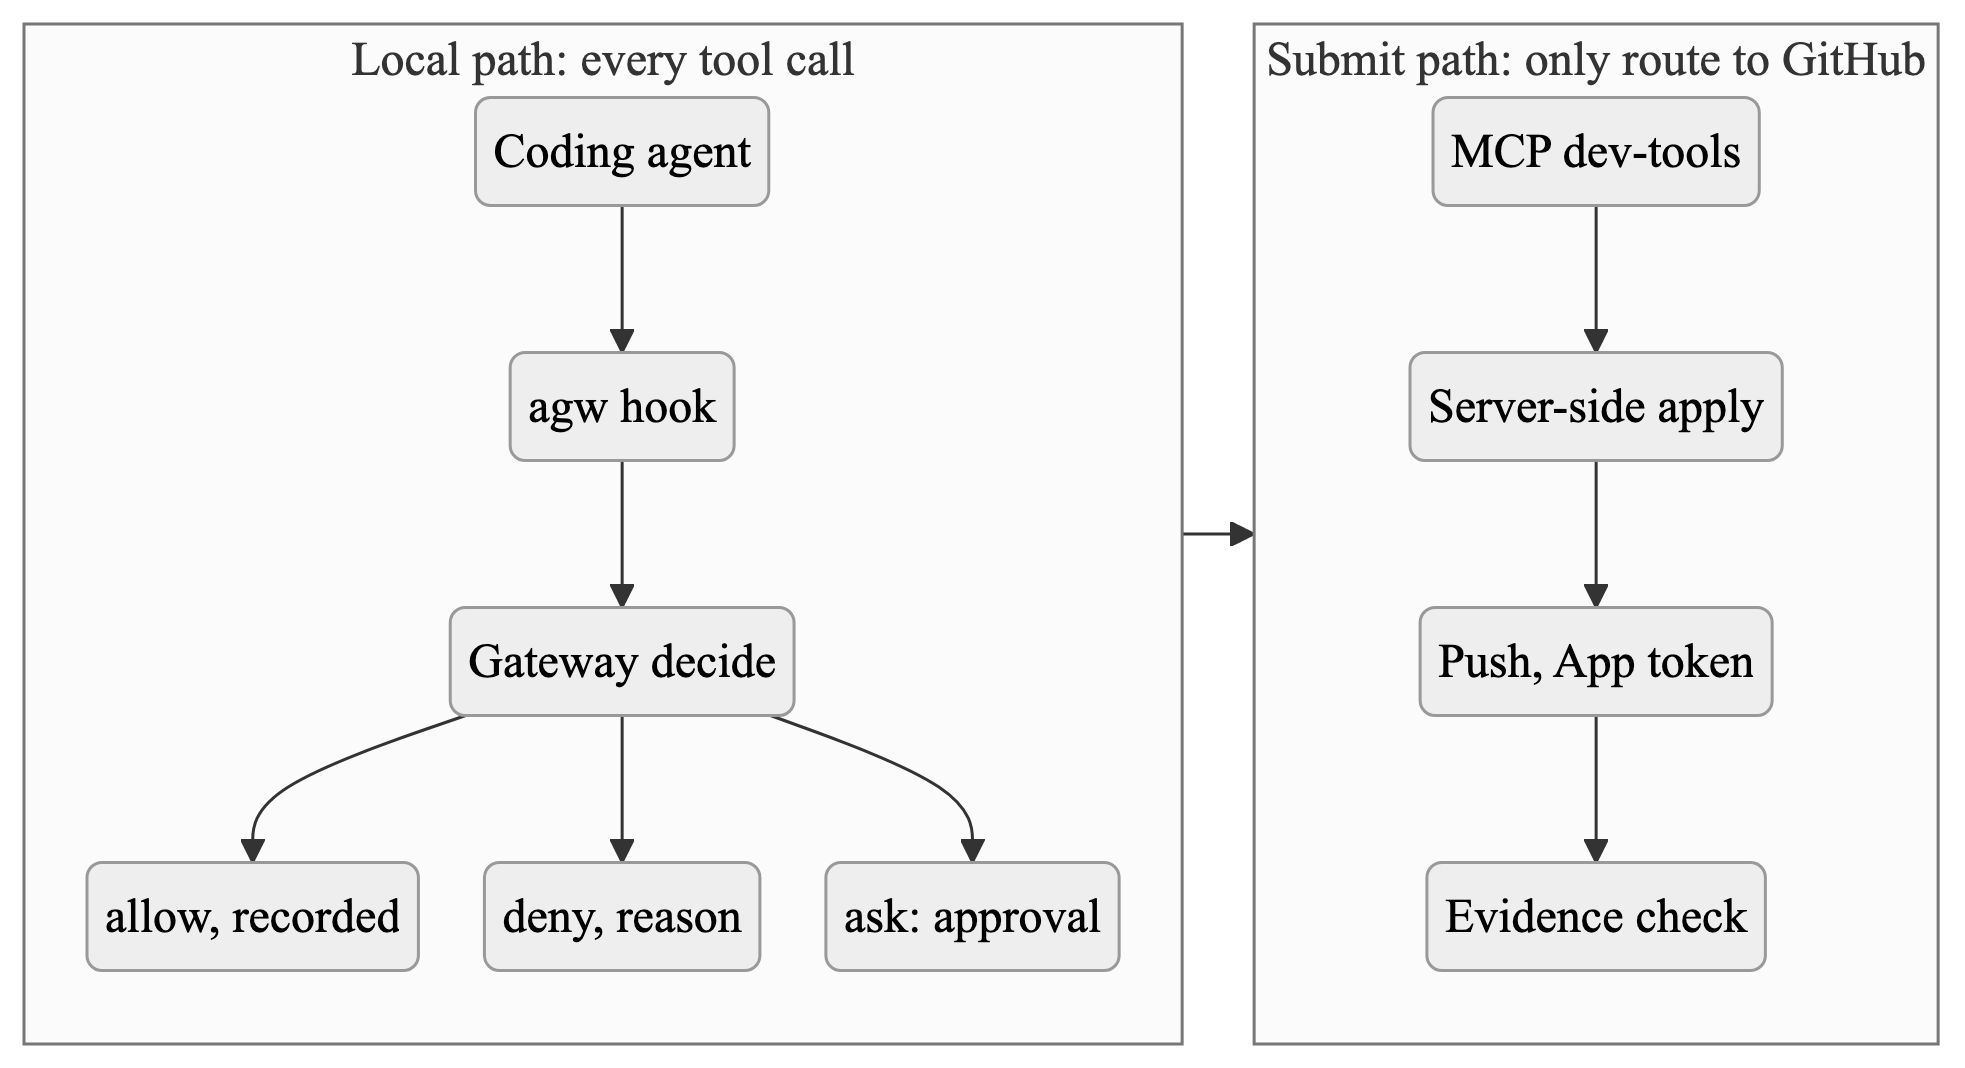 Local path: every tool call
Coding agent
agw hook
Gateway decide
allow, recorded
deny, reason
ask: approval
Submit path: only route to GitHub
MCP dev-tools
Server-side apply
Push, App token
Evidence check